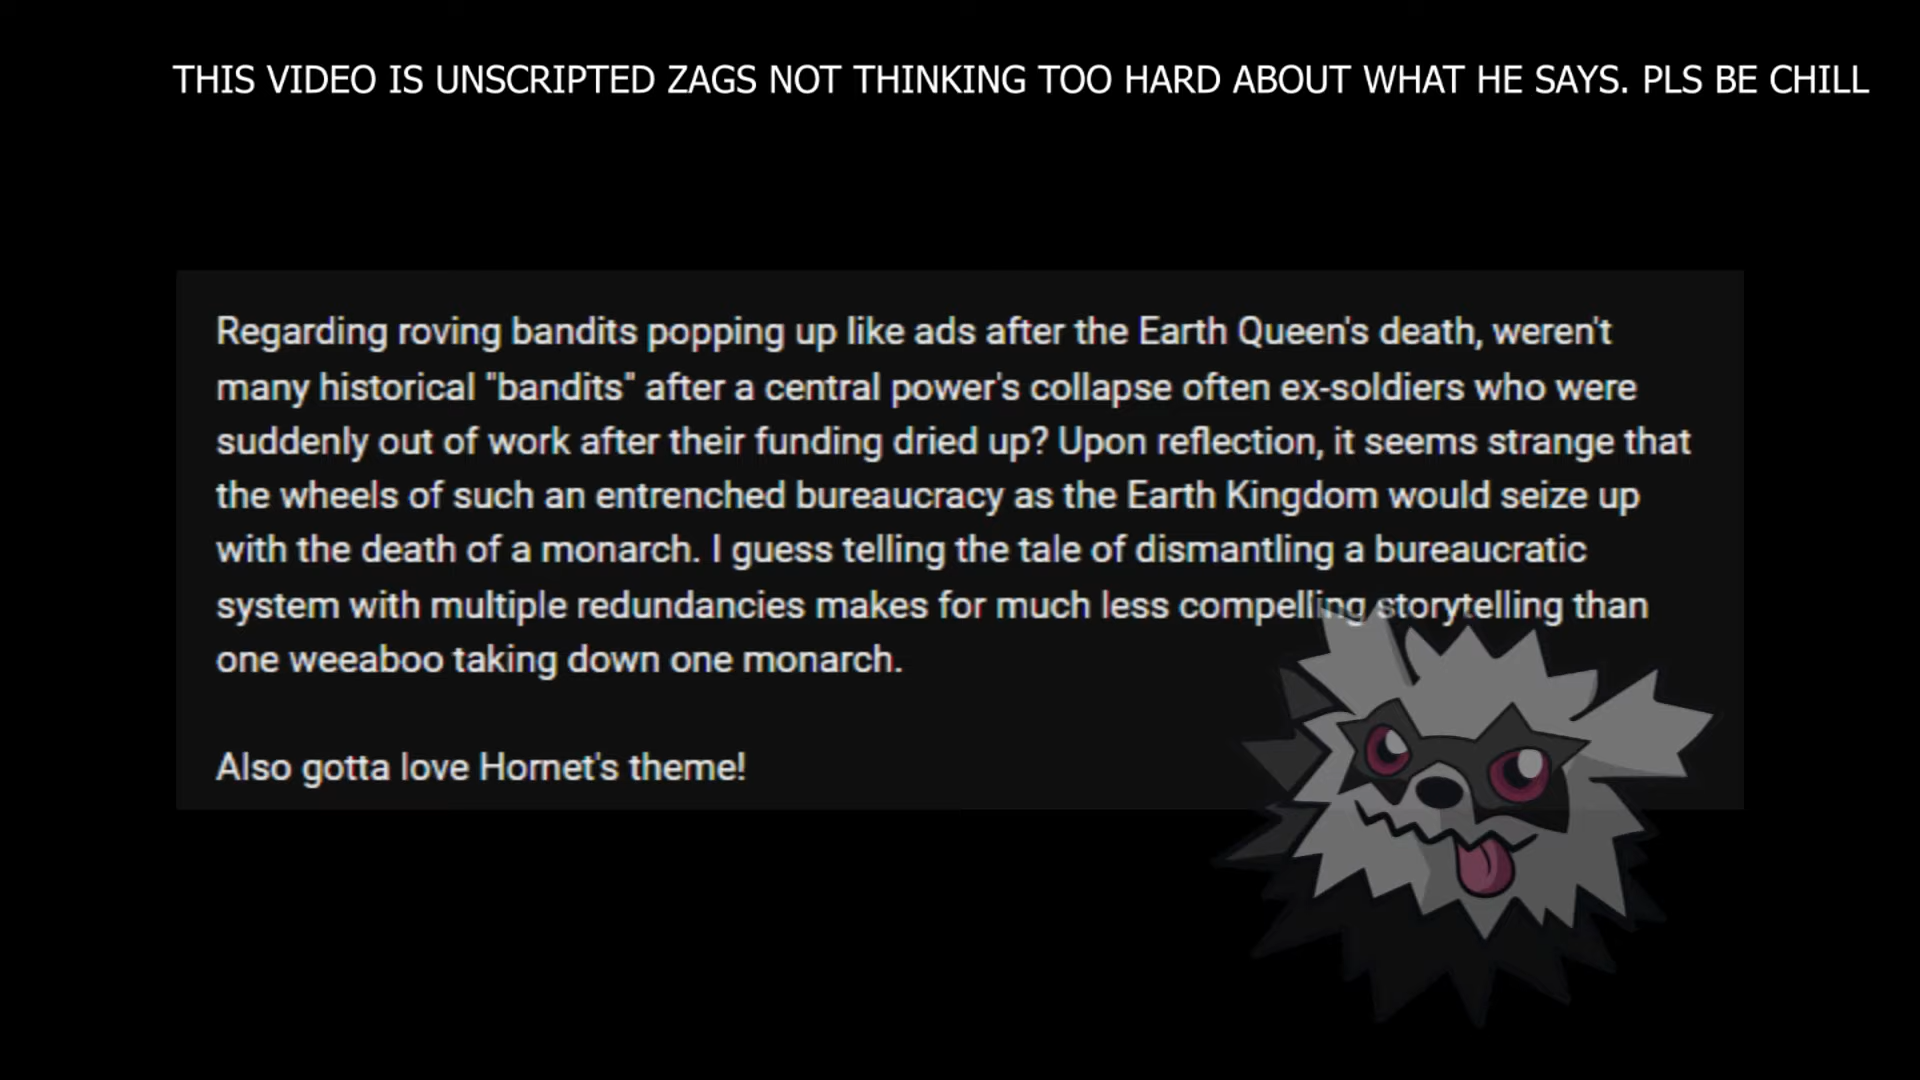 THIS VIDEO IS UNSCRIPTED ZAGS NOT THINKING TOO HARD ABOUT WHAT HE SAYS. PLS BE CHILL
Regarding roving bandits popping up like ads after the Earth Queen's death, weren't
many historical "bandits" after a central power's collapse often ex-soldiers who were
suddenly out of work after their funding dried up? Upon reflection, it seems strange that
the wheels of such an entrenched bureaucracy as the Earth Kingdom would seize up
with the death of a monarch. I guess telling the tale of dismantling a bureaucratic
system with multiple redundancies makes for much less compelling storytelling than
one weeaboo taking down one monarch.
Also gotta love Hornet's theme!